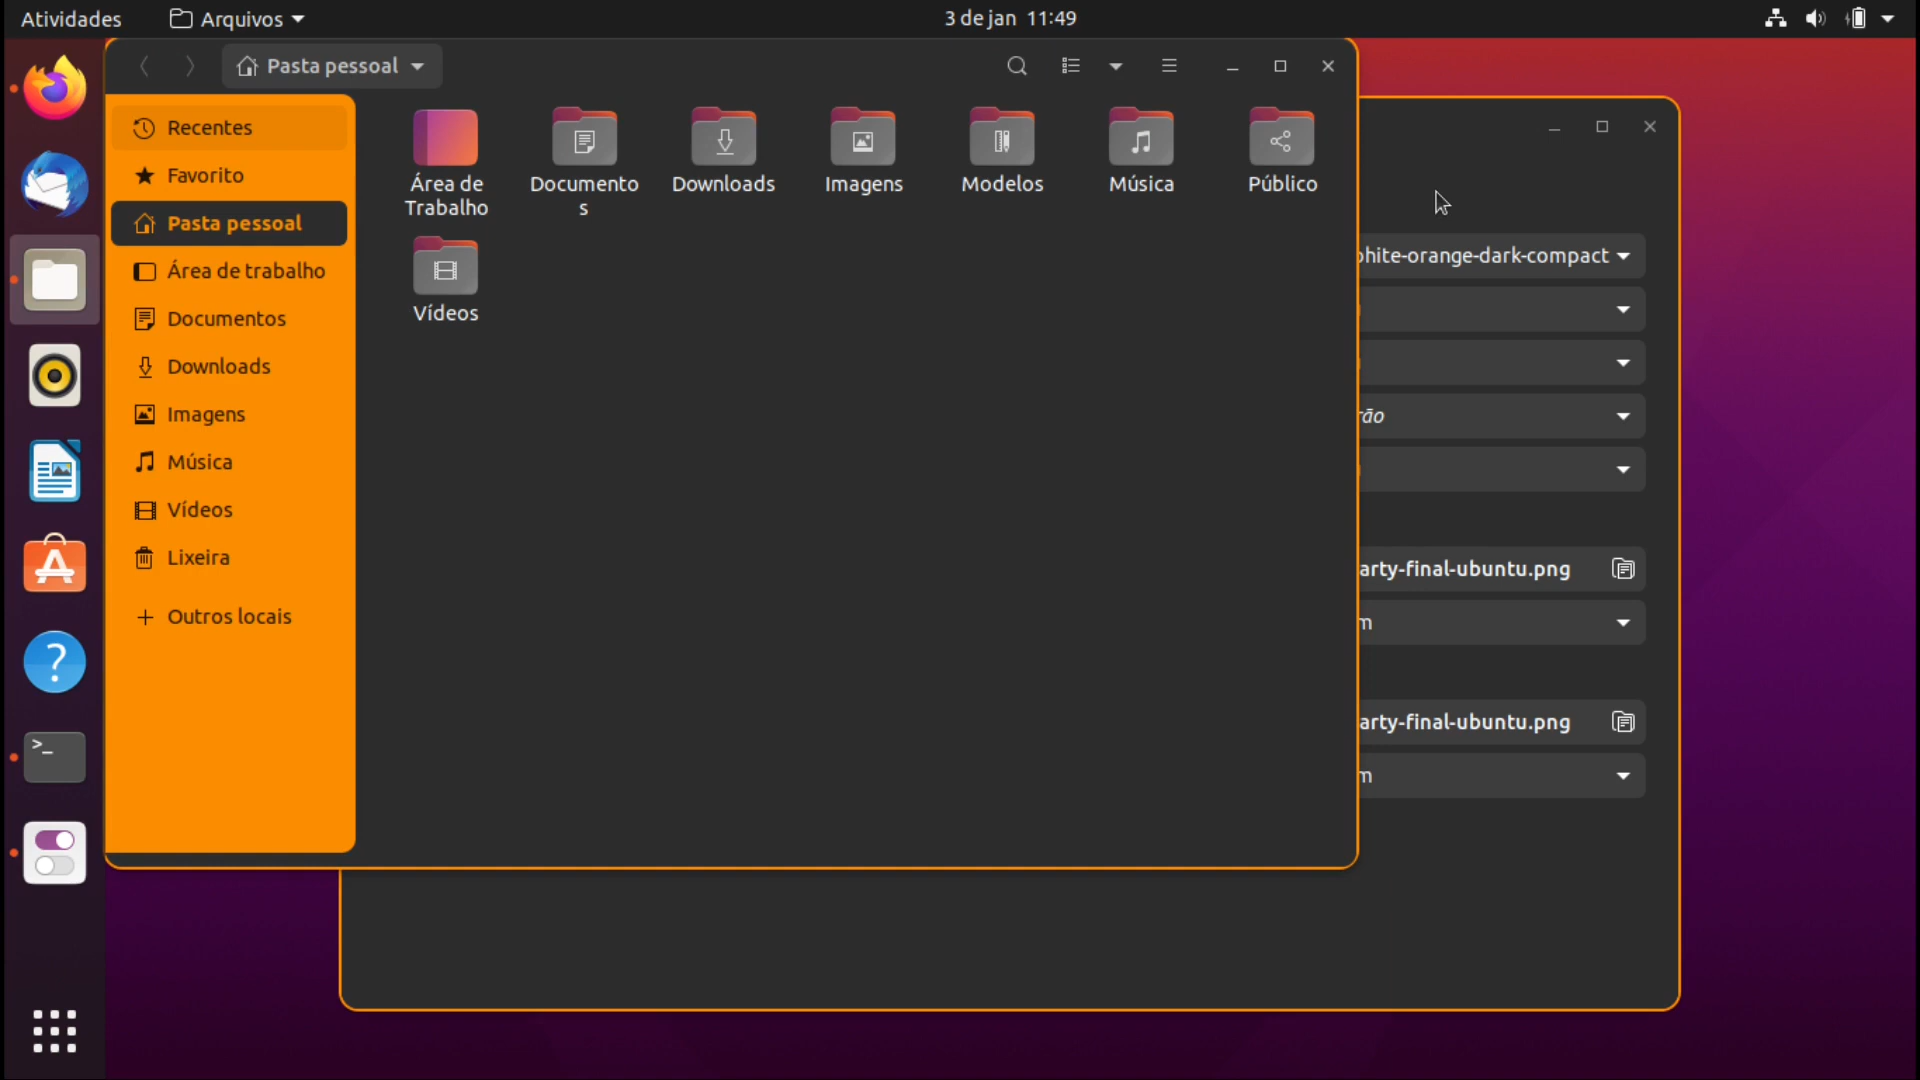 Atividades
Arquivos
3 de jan 11:49
Pasta pessoal
Recentes
Favorito
Pasta pessoal
Área de trabalho
Documentos
Downloads
Imagens
Música
Vídeos
Lixeira
Outros locais
Área de
Trabalho
Documento
s
Downloads
Imagens
Modelos
Música
Público
Vídeos
hite-orange-dark-compact
rão
arty-final-ubuntu.png
m
arty-final-ubuntu.png
m
>_
?